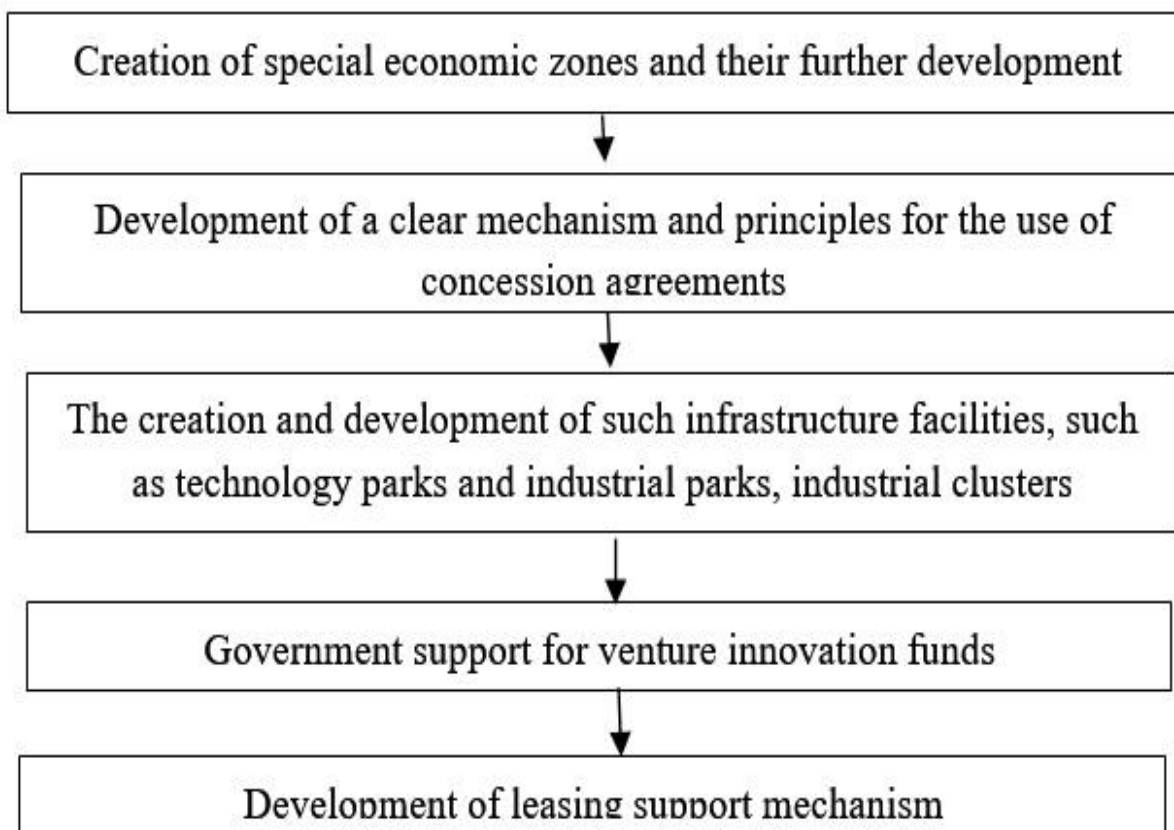 Creation of special economic zones and their further development
Development of a clear mechanism and principles for the use of
concession agreements
The creation and development of such infrastructure facilities, such
as technology parks and industrial parks, industrial clusters
Government support for venture innovation funds
Development of leasing support mechanism